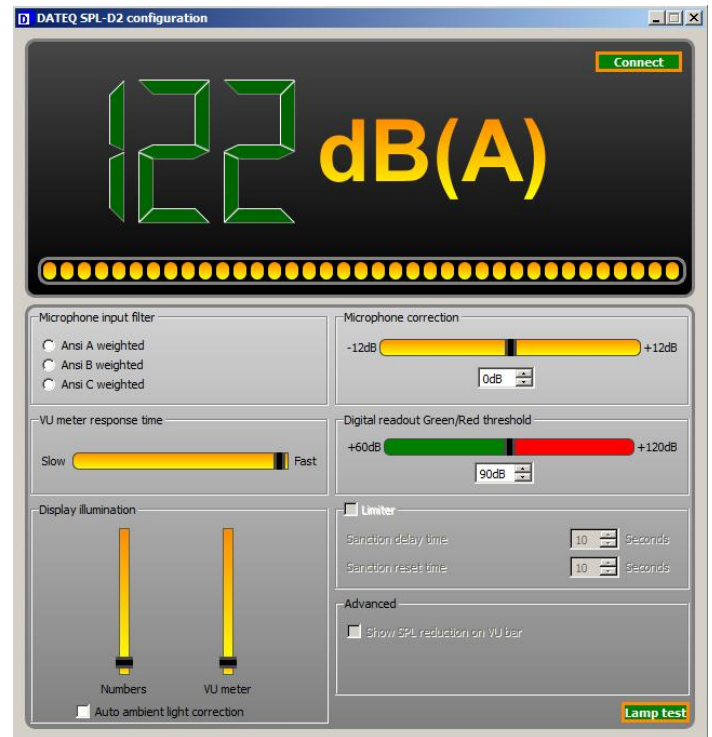 D DATEQ SPL-D2 configuration
Connect
122 dB(A)
Microphone input filter
Ansi A weighted
Ansi B weighted
Ansi C weighted
Microphone correction
-12dB +12dB
0dB
VU meter response time
Slow Fast
Digital readout Green/Red threshold
+60dB +120dB
90dB
Display illumination
Numbers VU meter
Auto ambient light correction
Limiter
Sanction delay time 10 Seconds
Sanction reset time 10 Seconds
Advanced
Show SPL reduction on VU bar
Lamp test